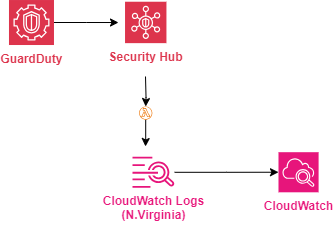 GuardDuty
Security Hub
CloudWatch Logs
(N.Virginia)
CloudWatch